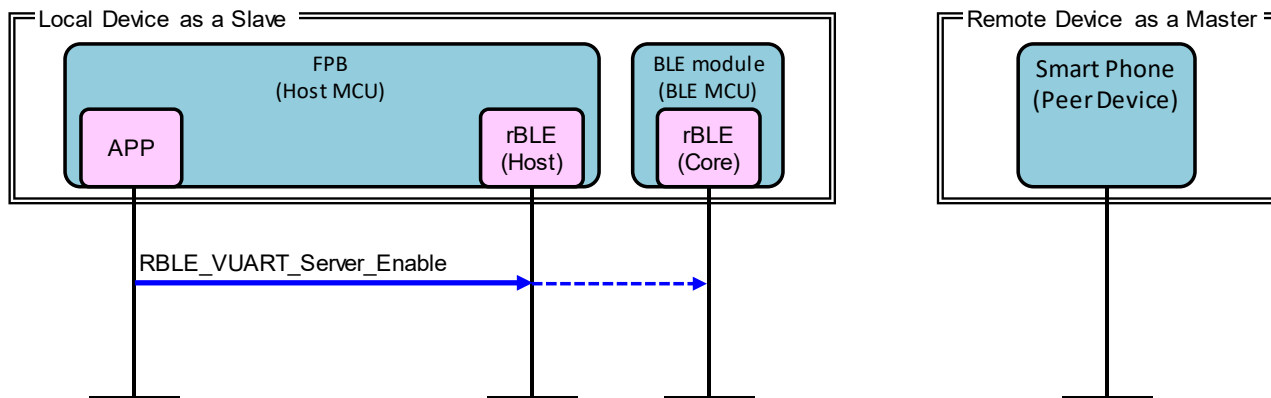 Local Device as a Slave
Remote Device as a Master
FPB
(Host MCU)
BLE module
(BLE MCU)
Smart Phone
(Peer Device)
APP
rBLE
(Host)
rBLE
(Core)
RBLE_VUART_Server_Enable